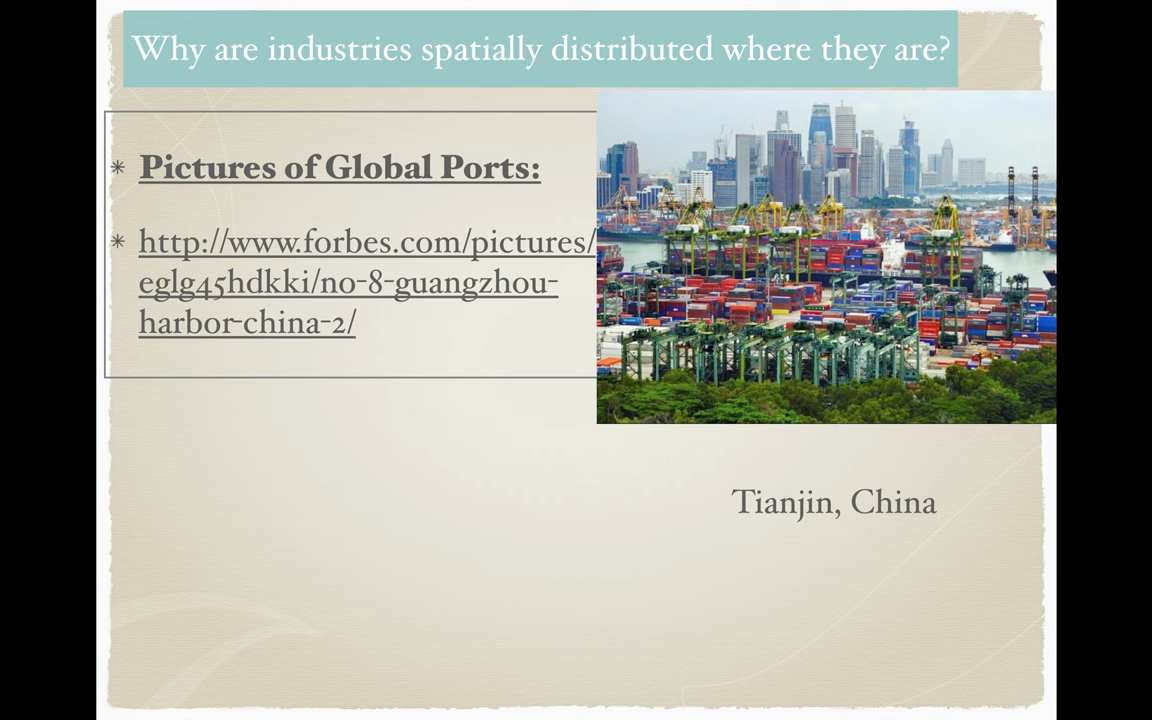 Why are industries spatially distributed where they are?
Pictures of Global Ports:
http://www.forbes.com/pictures/
eglg45hdkki/no-8-guangzhou-
harbor-china-2/
Tianjin, China